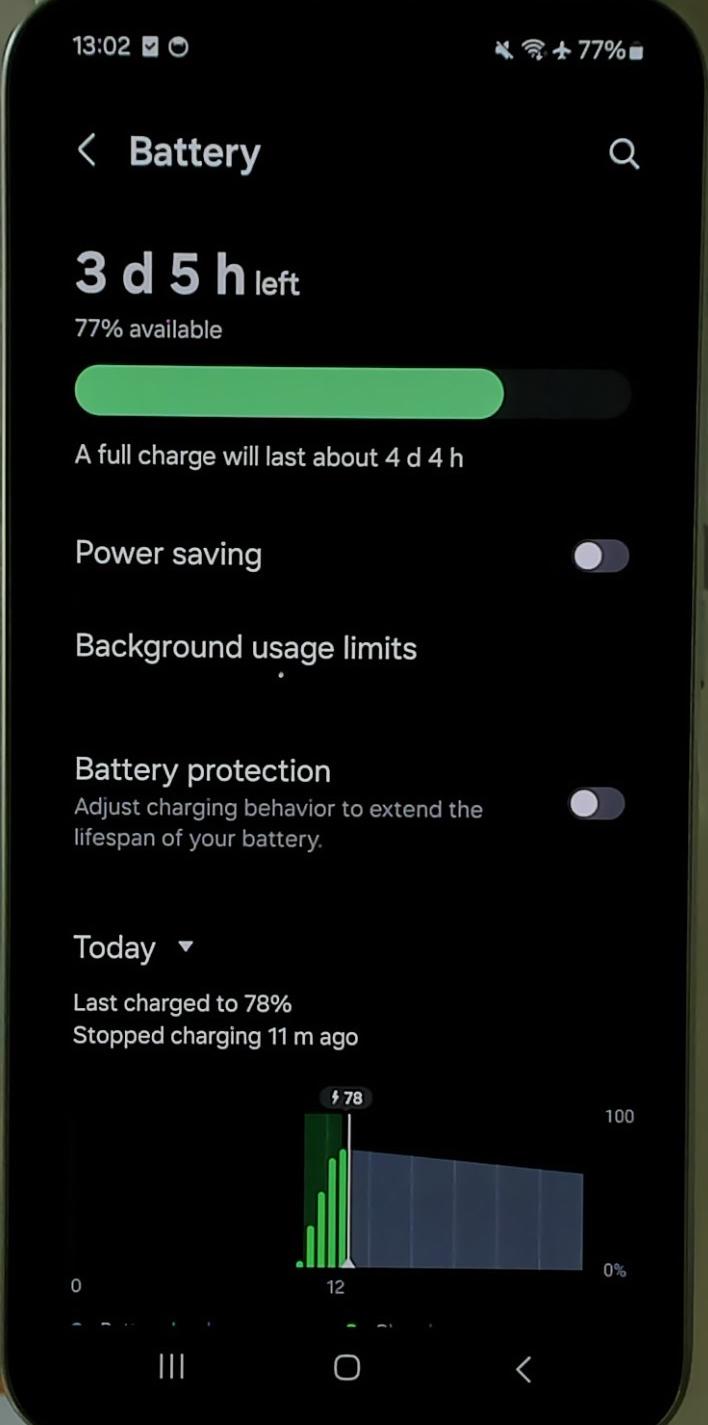 13:02 77%
Battery
3 d 5 h left
77% available
A full charge will last about 4 d 4 h
Power saving
Background usage limits
Battery protection
Adjust charging behavior to extend the
lifespan of your battery.
Today
Last charged to 78%
Stopped charging 11 m ago
78
100
0%
0 12